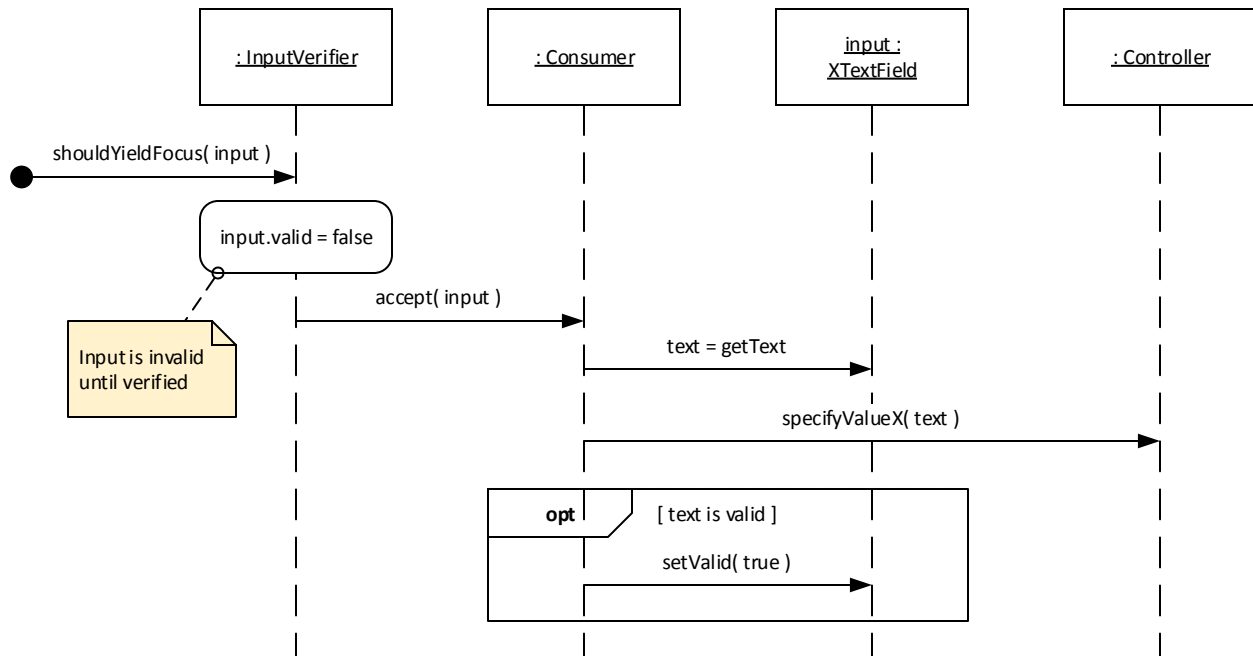 : InputVerifier
: Consumer
input :
XTextField
: Controller
shouldYieldFocus( input )
input.valid = false
accept( input )
Input is invalid
until verified
text = getText
specifyValueX( text )
opt
[ text is valid ]
setValid( true )